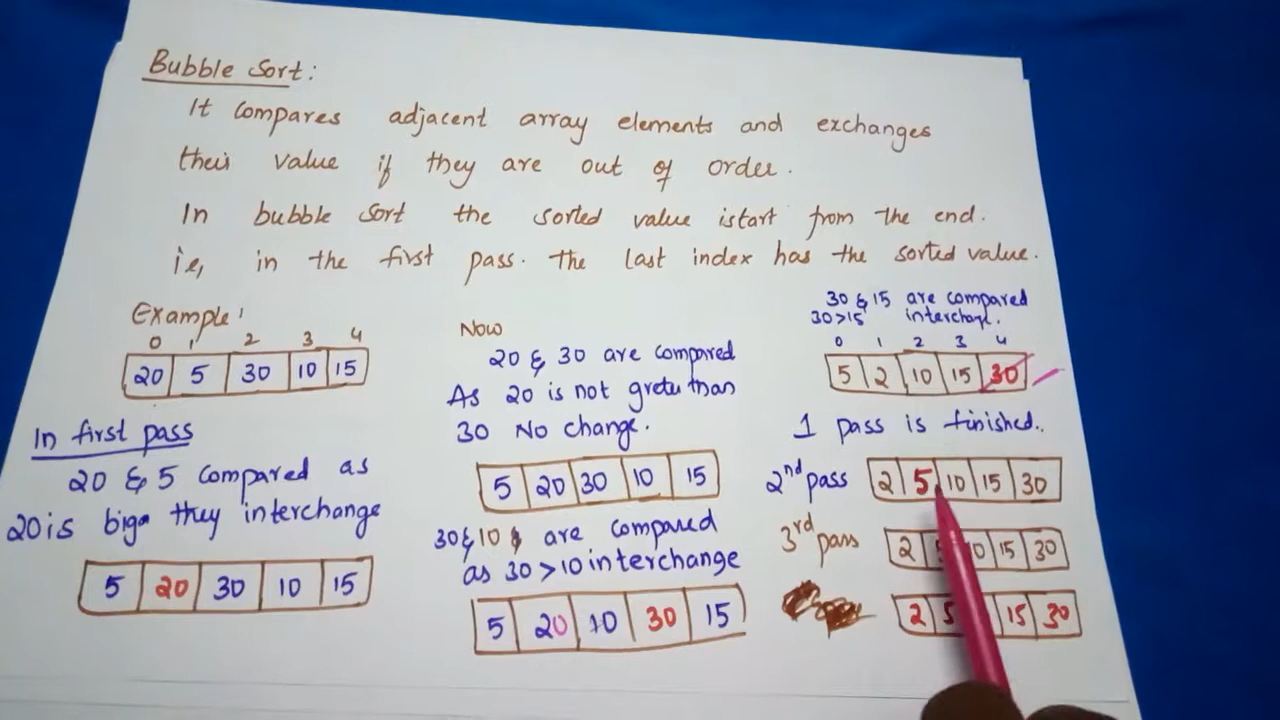 Bubble Sort:
It compares adjacent array elements and exchanges
their value if they are out of order.
In bubble sort the sorted value istart from the end.
ie, in the first pass. the last index has the sorted value.
Example:
0 1 2 3 4
20 5 30 10 15
In first pass
20 & 5 compared as
20 is big they interchange
5 20 30 10 15
Now
20 & 30 are compared
As 20 is not greter than
30 No change.
5 20 30 10 15
30 & 10 are compared
as 30 > 10 interchange
5 20 10 30 15
30 & 15 are compared
30 > 15 interchange.
0 1 2 3 4
5 2 10 15 30
1 pass is finished.
2nd pass 2 5 10 15 30
3rd pass 2 15 30
2 5 15 30